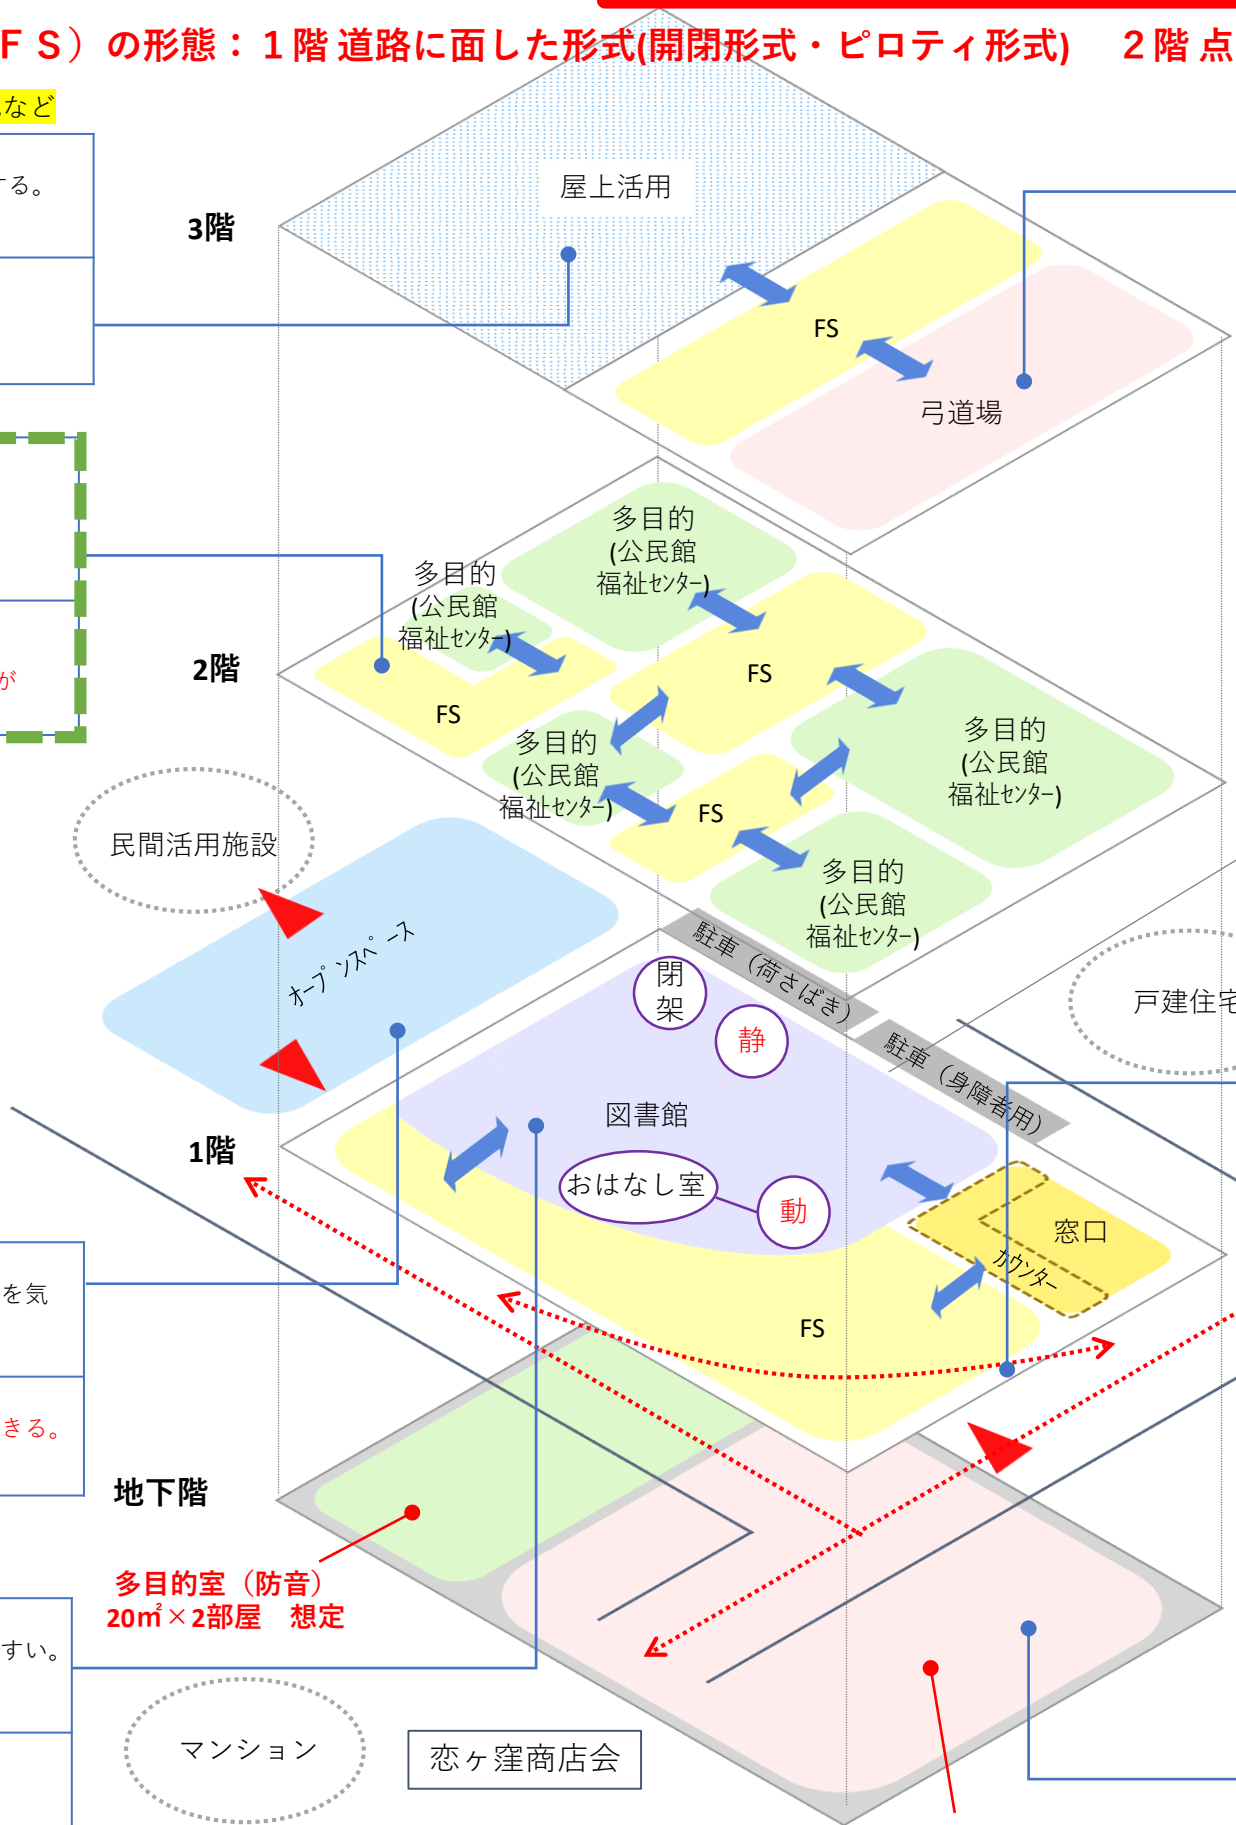 ＦＳ）の形態：１階 道路に面した形式(開閉形式・ピロティ形式)　２階 点
など
する。
屋上活用
3階
FS
弓道場
多目的
(公民館
福祉センター)
多目的
(公民館
福祉センター)
2階
FS
FS
が
多目的
(公民館
福祉センター)
多目的
(公民館
福祉センター)
FS
民間活用施設
多目的
(公民館
福祉センター)
オープンスペース
駐車（荷さばき）
閉
架
静
戸建住宅
駐車（身障者用）
図書館
1階
おはなし室
動
窓口
カウンター
を気
FS
きる。
地下階
多目的室（防音）
20㎡×2部屋　想定
すい。
マンション
恋ヶ窪商店会